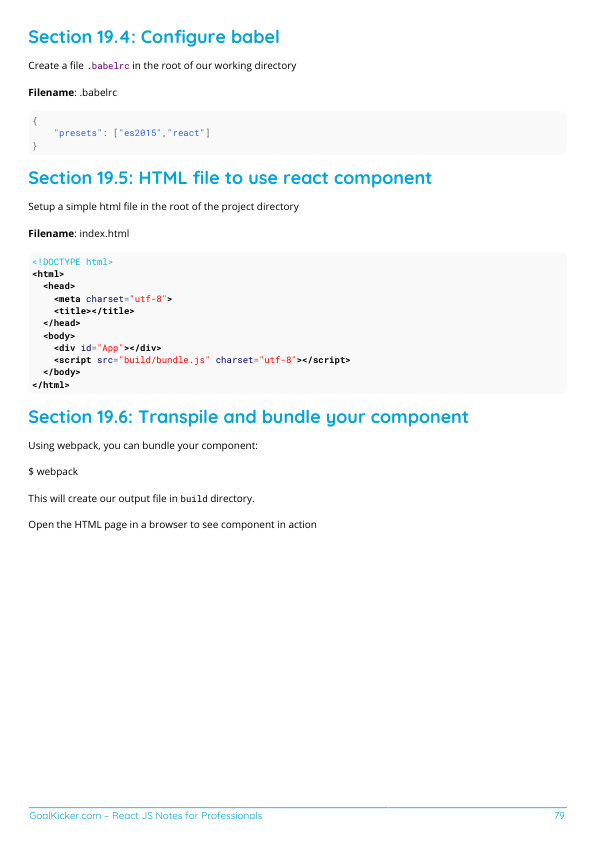 Section 19.4: Configure babel
Create a file .babelrc in the root of our working directory
Filename: .babelrc
{
    "presets": ["es2015","react"]
}
Section 19.5: HTML file to use react component
Setup a simple html file in the root of the project directory
Filename: index.html
<!DOCTYPE html>
<html>
  <head>
    <meta charset="utf-8">
    <title></title>
  </head>
  <body>
    <div id="App"></div>
    <script src="build/bundle.js" charset="utf-8"></script>
  </body>
</html>
Section 19.6: Transpile and bundle your component
Using webpack, you can bundle your component:
$ webpack
This will create our output file in build directory.
Open the HTML page in a browser to see component in action
GoalKicker.com – React JS Notes for Professionals 79